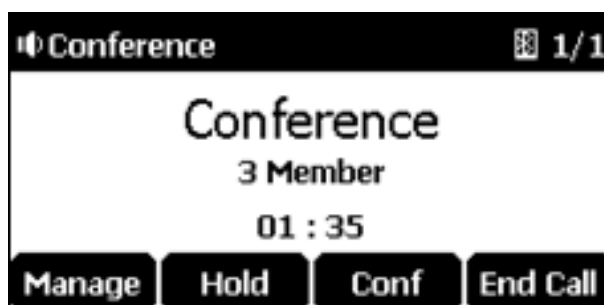 Conference 1/1
Conference
3 Member
01 : 35
Manage Hold Conf End Call